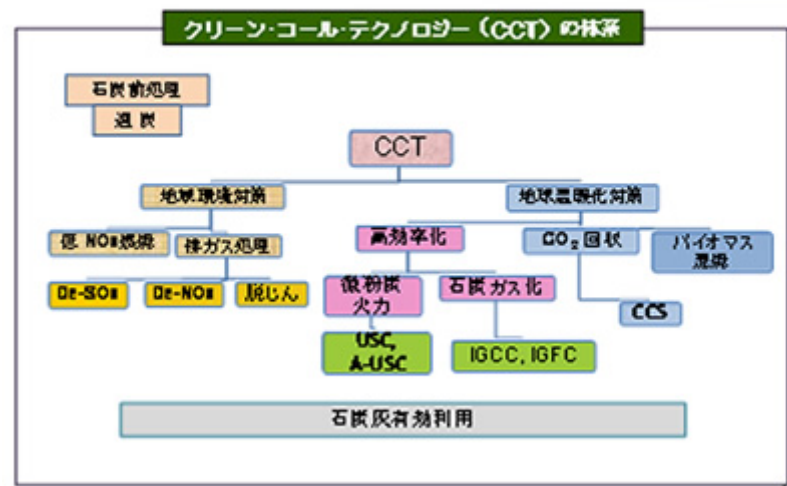 クリーン・コール・テクノロジー（CCT）の体系
石炭前処理
選炭
CCT
地球環境対策
地球温暖化対策
低NOx燃焼
排ガス処理
高効率化
CO₂回収
バイオマス
混焼
De-SOx
De-NOx
脱じん
微粉炭
火力
石炭ガス化
CCS
USC,
A-USC
IGCC, IGFC
石炭灰有効利用